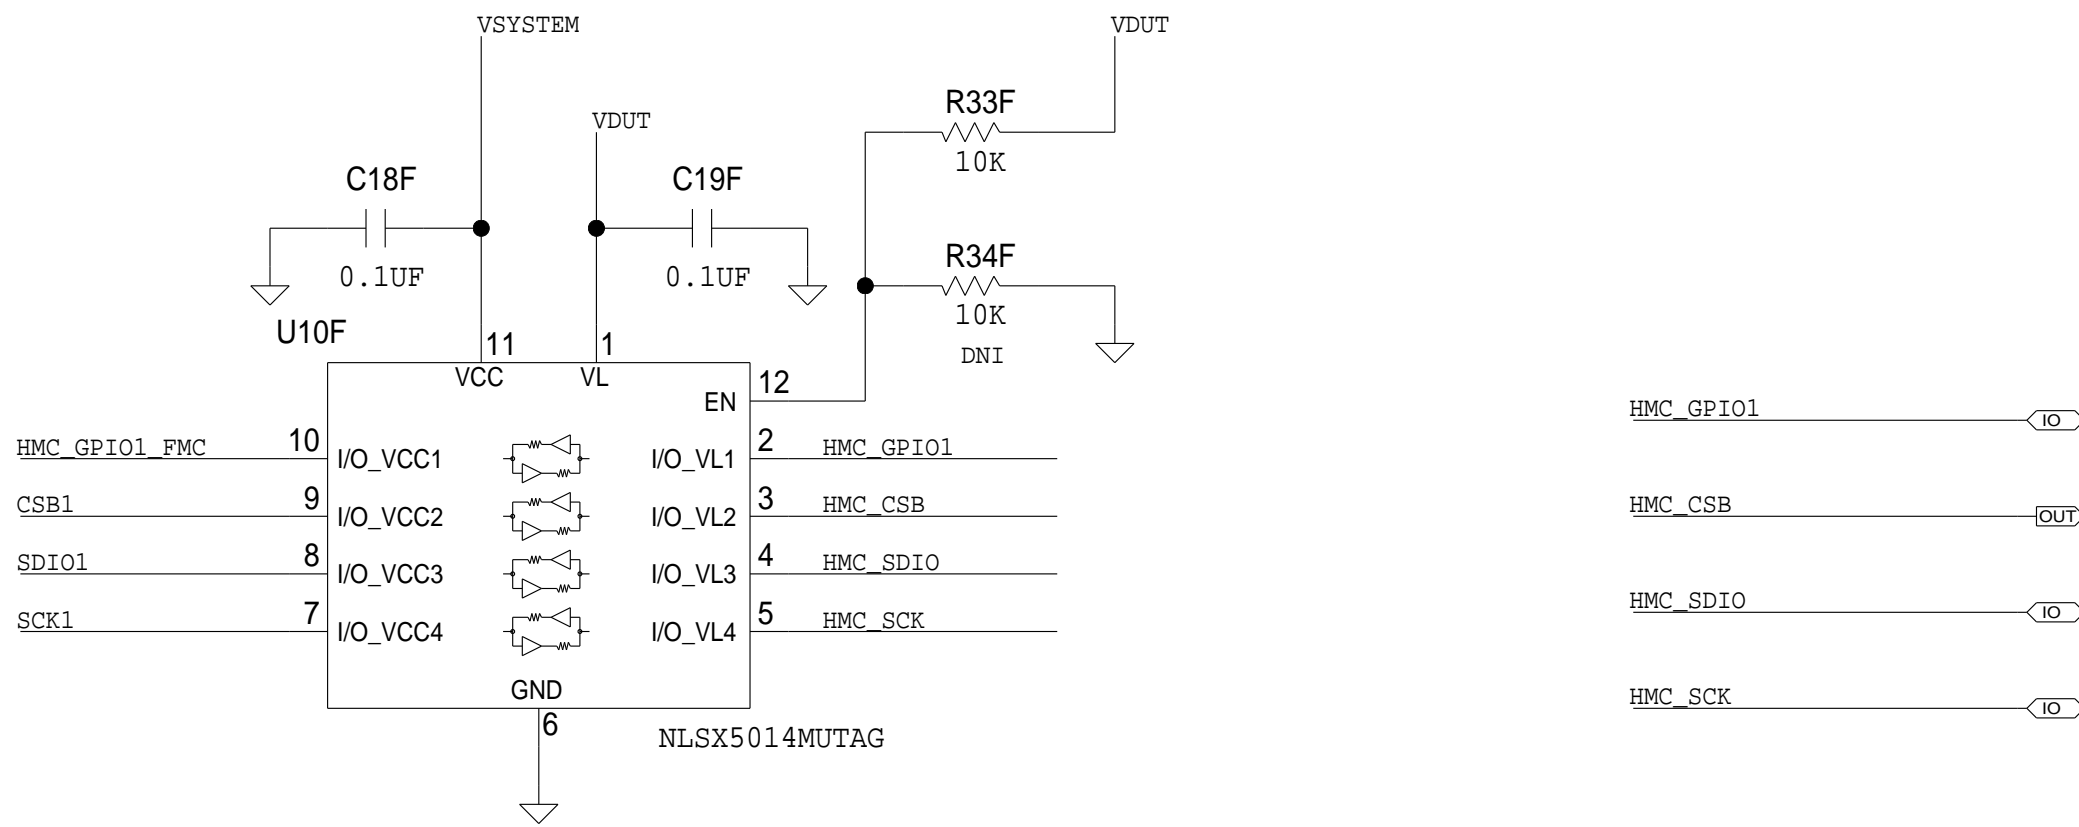 VSYSTEM
VDUT
R33F
10K
VDUT
C18F
0.1UF
C19F
0.1UF
R34F
10K
DNI
U10F
11
1
VCC
VL
12
EN
HMC_GPIO1_FMC
10
I/O_VCC1
I/O_VL1
2
HMC_GPIO1
CSB1
9
I/O_VCC2
I/O_VL2
3
HMC_CSB
SDIO1
8
I/O_VCC3
I/O_VL3
4
HMC_SDIO
SCK1
7
I/O_VCC4
I/O_VL4
5
HMC_SCK
GND
6
NLSX5014MUTAG
HMC_GPIO1
IO
HMC_CSB
OUT
HMC_SDIO
IO
HMC_SCK
IO